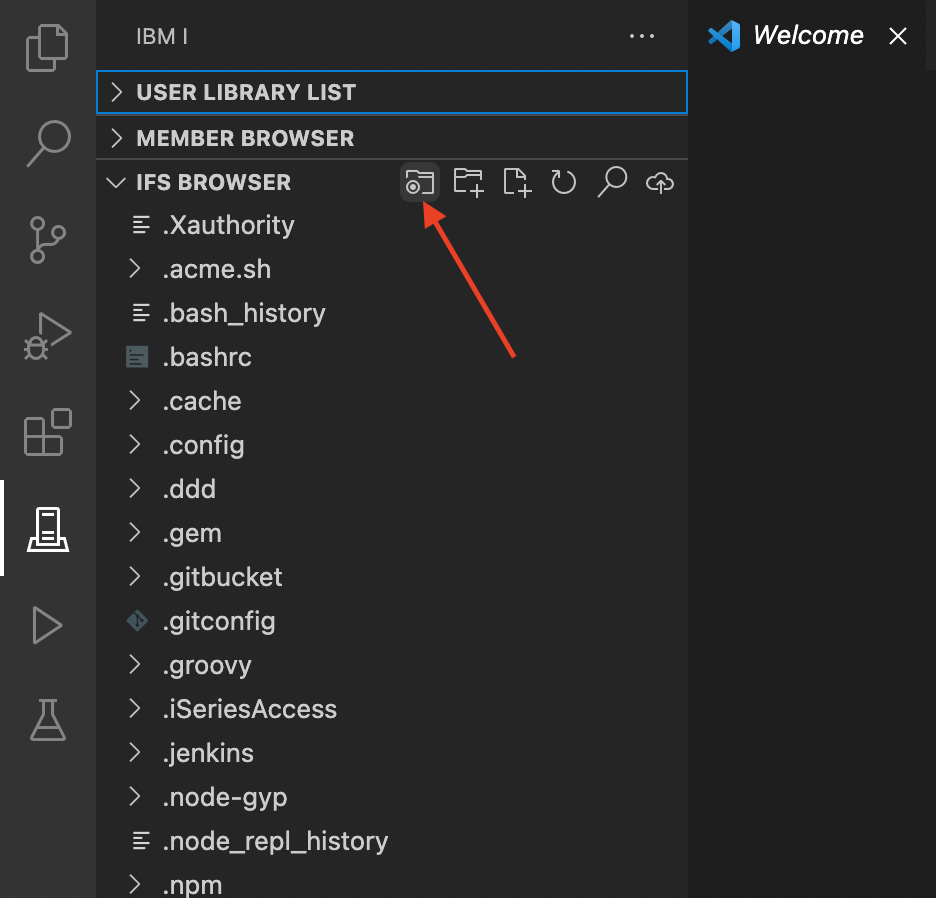 IBM I
Welcome
USER LIBRARY LIST
MEMBER BROWSER
IFS BROWSER
.Xauthority
.acme.sh
.bash_history
.bashrc
.cache
.config
.ddd
.gem
.gitbucket
.gitconfig
.groovy
.iSeriesAccess
.jenkins
.node-gyp
.node_repl_history
.npm